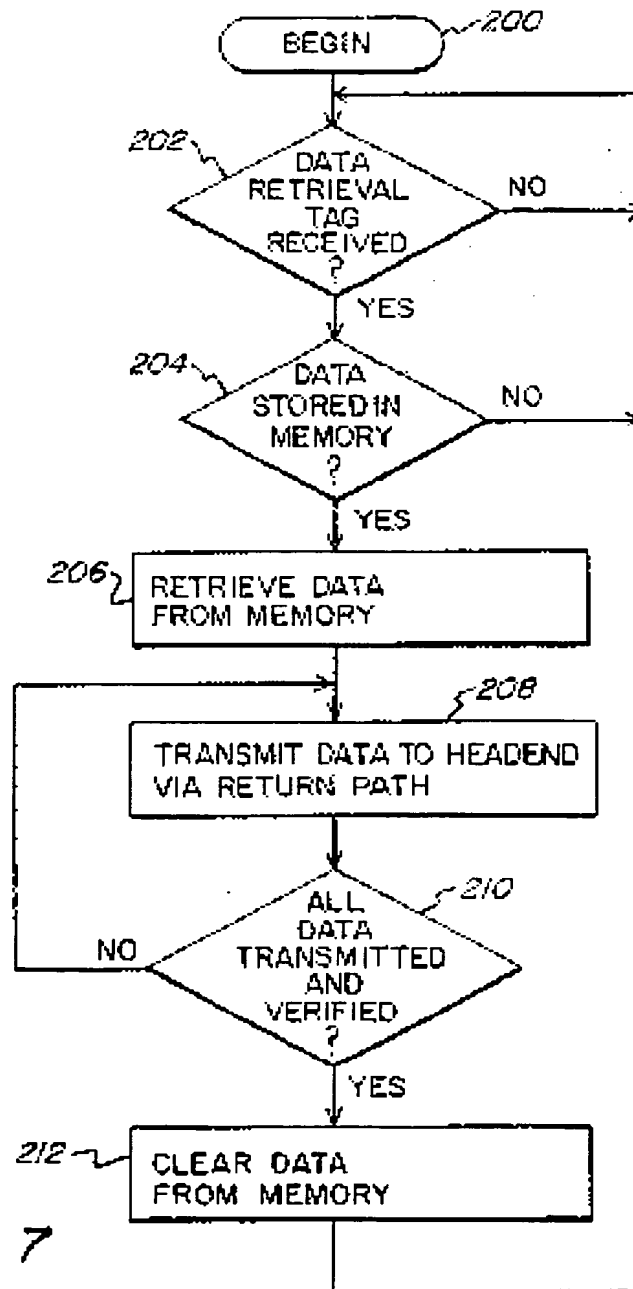 BEGIN
200
202
DATA
RETRIEVAL
TAG
RECEIVED
?
NO
YES
204
DATA
STORED IN
MEMORY
?
NO
YES
206
RETRIEVE DATA
FROM MEMORY
208
TRANSMIT DATA TO HEADEND
VIA RETURN PATH
210
ALL
DATA
TRANSMITTED
AND
VERIFIED
?
NO
YES
212
CLEAR DATA
FROM MEMORY
7